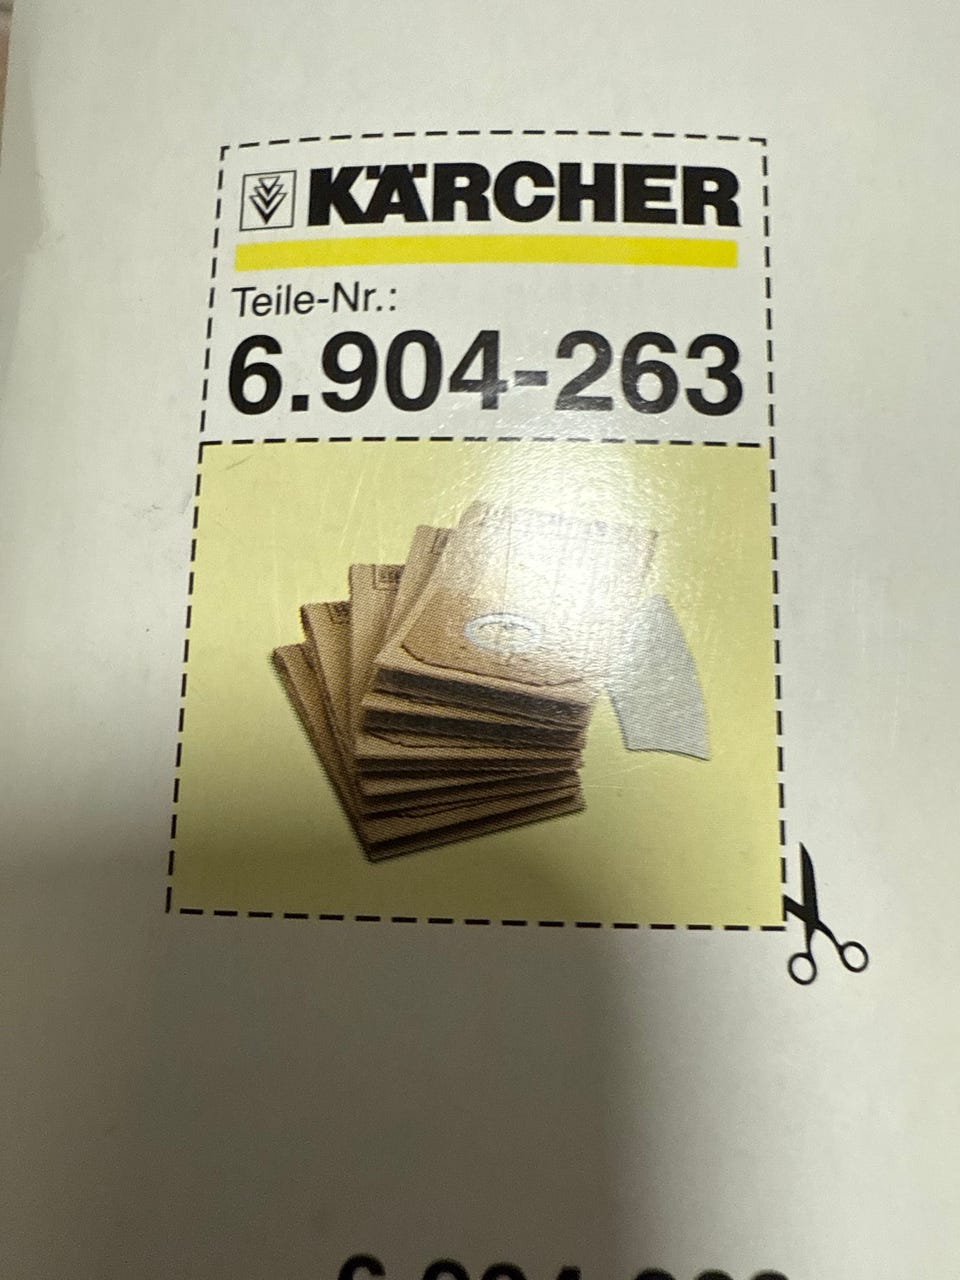 KÄRCHER
Teile-Nr.:
6.904-263